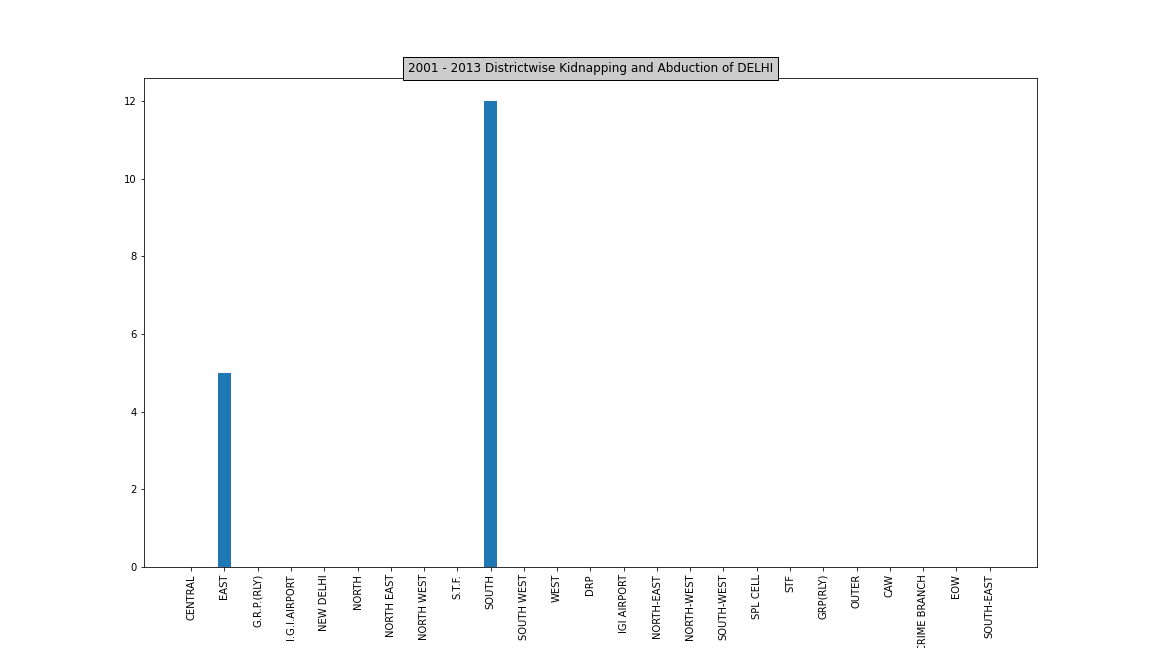 2001 - 2013 Districtwise Kidnapping and Abduction of DELHI
12
10
8
6
4
2
0
CENTRAL
EAST
G.R.P.(RLY)
I.G.I.AIRPORT
NEW DELHI
NORTH
NORTH EAST
NORTH WEST
S.T.F.
SOUTH
SOUTH WEST
WEST
DRP
IGI AIRPORT
NORTH-EAST
NORTH-WEST
SOUTH-WEST
SPL CELL
STF
GRP(RLY)
OUTER
CAW
CRIME BRANCH
EOW
SOUTH-EAST